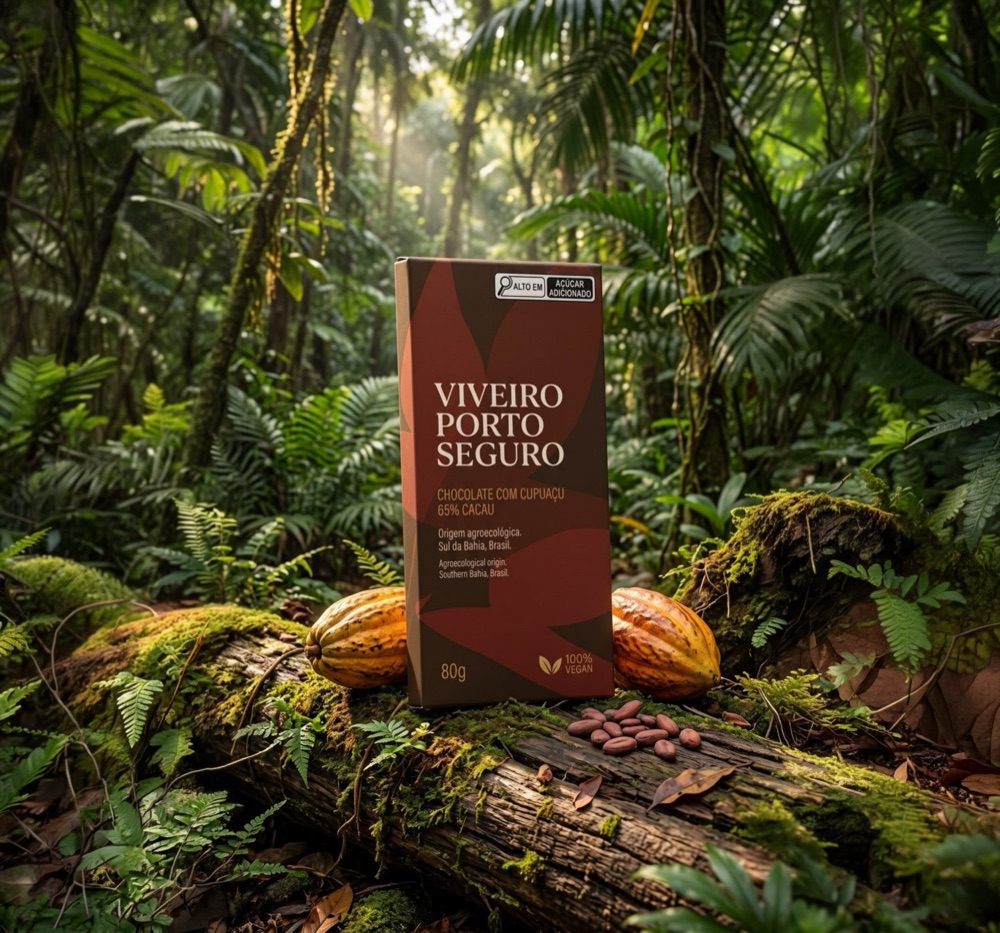 ALTO EM
AÇÚCAR
ADICIONADO
VIVEIRO
PORTO
SEGURO
CHOCOLATE COM CUPUAÇU
65% CACAU
Origem agroecológica.
Sul da Bahia, Brasil.
Agroecological origin.
Southern Bahia, Brasil.
80g
100%
VEGAN